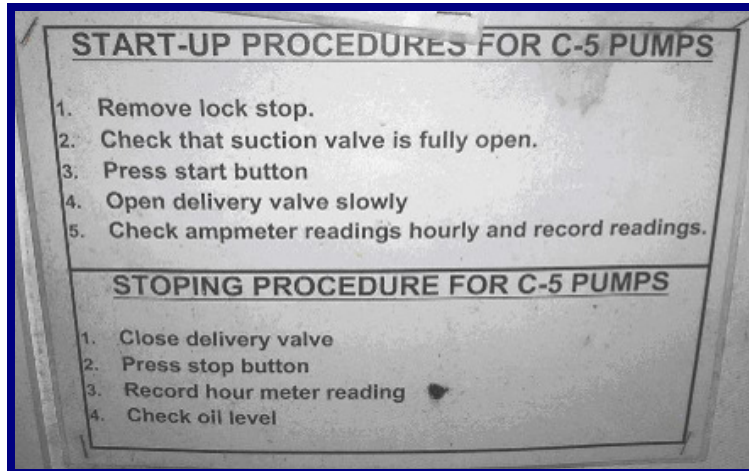 START-UP PROCEDURES FOR C-5 PUMPS
1. Remove lock stop.
2. Check that suction valve is fully open.
3. Press start button
4. Open delivery valve slowly
5. Check ampmeter readings hourly and record readings.
STOPING PROCEDURE FOR C-5 PUMPS
1. Close delivery valve
2. Press stop button
3. Record hour meter reading
4. Check oil level